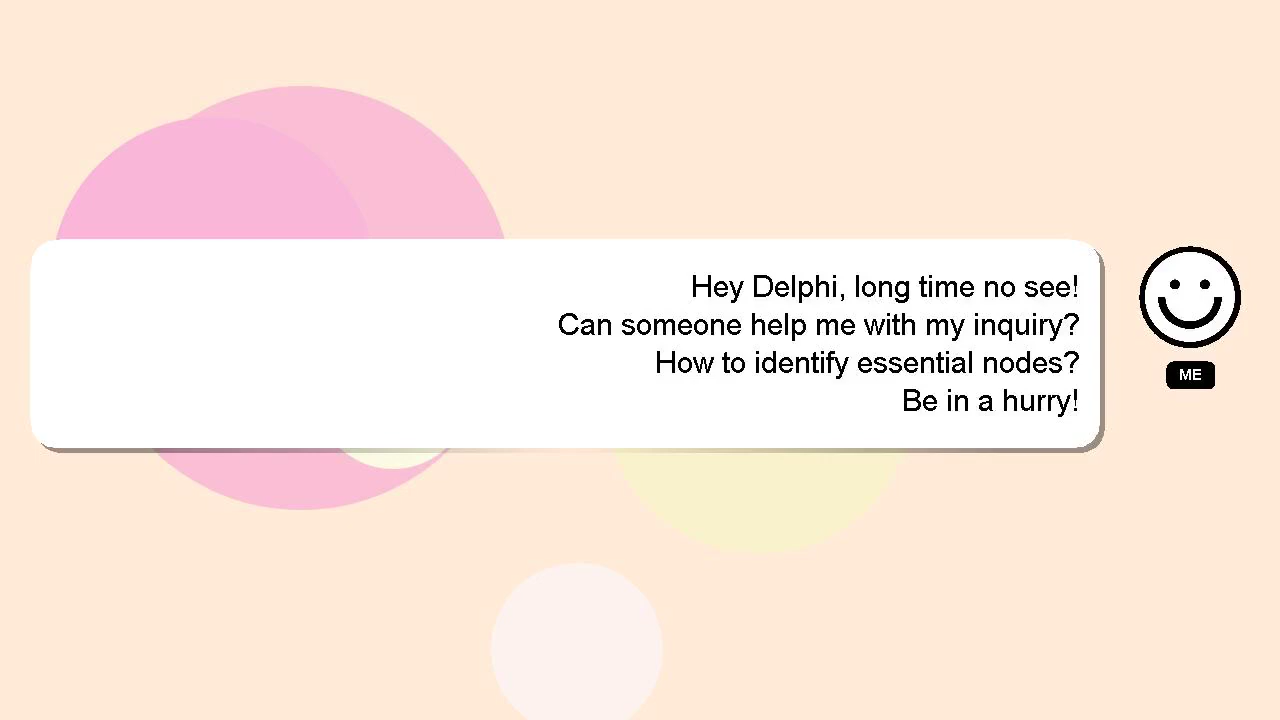 Hey Delphi, long time no see!
Can someone help me with my inquiry?
How to identify essential nodes?
Be in a hurry!
ME